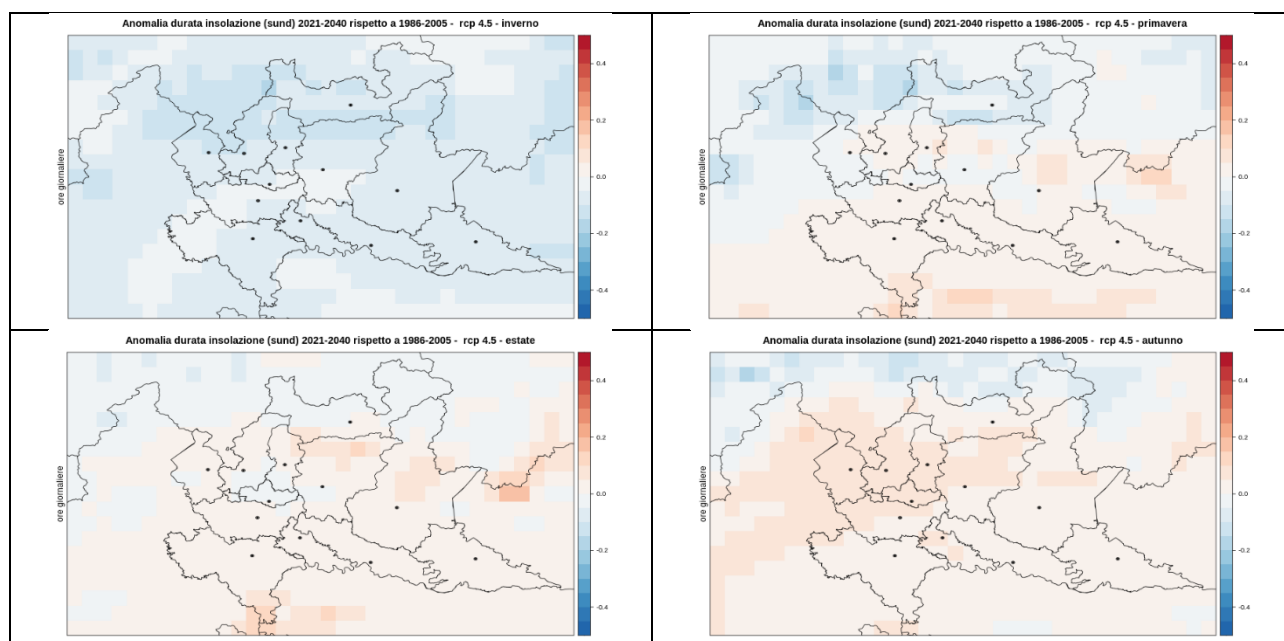 Anomalia durata insolazione (sund) 2021-2040 rispetto a 1986-2005 - rcp 4.5 - inverno
ore giornaliere
0.4
0.2
0.0
-0.2
-0.4
Anomalia durata insolazione (sund) 2021-2040 rispetto a 1986-2005 - rcp 4.5 - primavera
ore giornaliere
0.4
0.2
0.0
-0.2
-0.4
Anomalia durata insolazione (sund) 2021-2040 rispetto a 1986-2005 - rcp 4.5 - estate
ore giornaliere
0.4
0.2
0.0
-0.2
-0.4
Anomalia durata insolazione (sund) 2021-2040 rispetto a 1986-2005 - rcp 4.5 - autunno
ore giornaliere
0.4
0.2
0.0
-0.2
-0.4